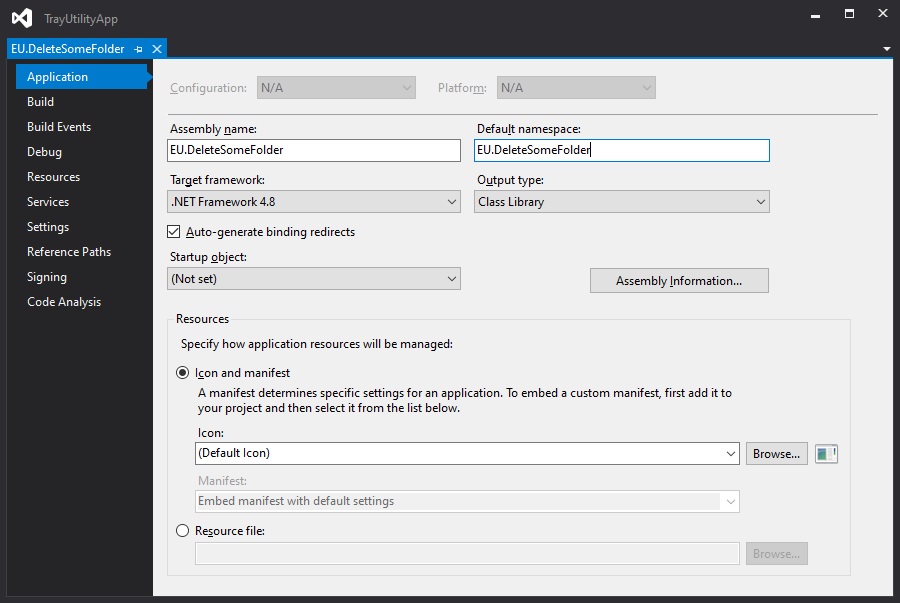 TrayUtilityApp
EU.DeleteSomeFolder
Application
Build
Build Events
Debug
Resources
Services
Settings
Reference Paths
Signing
Code Analysis
Configuration: N/A Platform: N/A
Assembly name: Default namespace:
EU.DeleteSomeFolder EU.DeleteSomeFolder
Target framework: Output type:
.NET Framework 4.8 Class Library
Auto-generate binding redirects
Startup object:
(Not set) Assembly Information...
Resources
Specify how application resources will be managed:
Icon and manifest
A manifest determines specific settings for an application. To embed a custom manifest, first add it to
your project and then select it from the list below.
Icon:
(Default Icon) Browse...
Manifest:
Embed manifest with default settings
Resource file:
Browse...